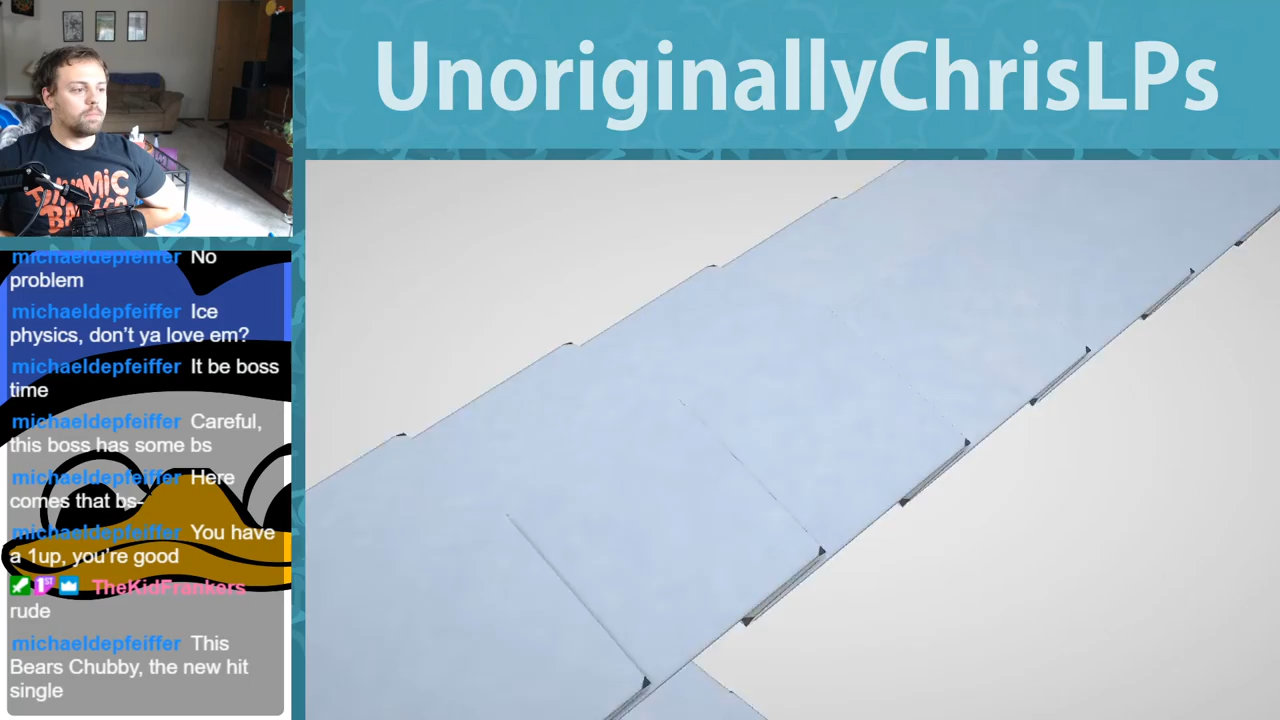 UnoriginallyChrisLPs
michaeldepfeiffer No
problem
michaeldepfeiffer Ice
physics, don't ya love em?
michaeldepfeiffer It be boss
time
michaeldepfeiffer Careful,
this boss has some bs
michaeldepfeiffer Here
comes that bs-
michaeldepfeiffer You have
a 1up, you're good
1ST TheKidFrankers
rude
michaeldepfeiffer This
Bears Chubby, the new hit
single